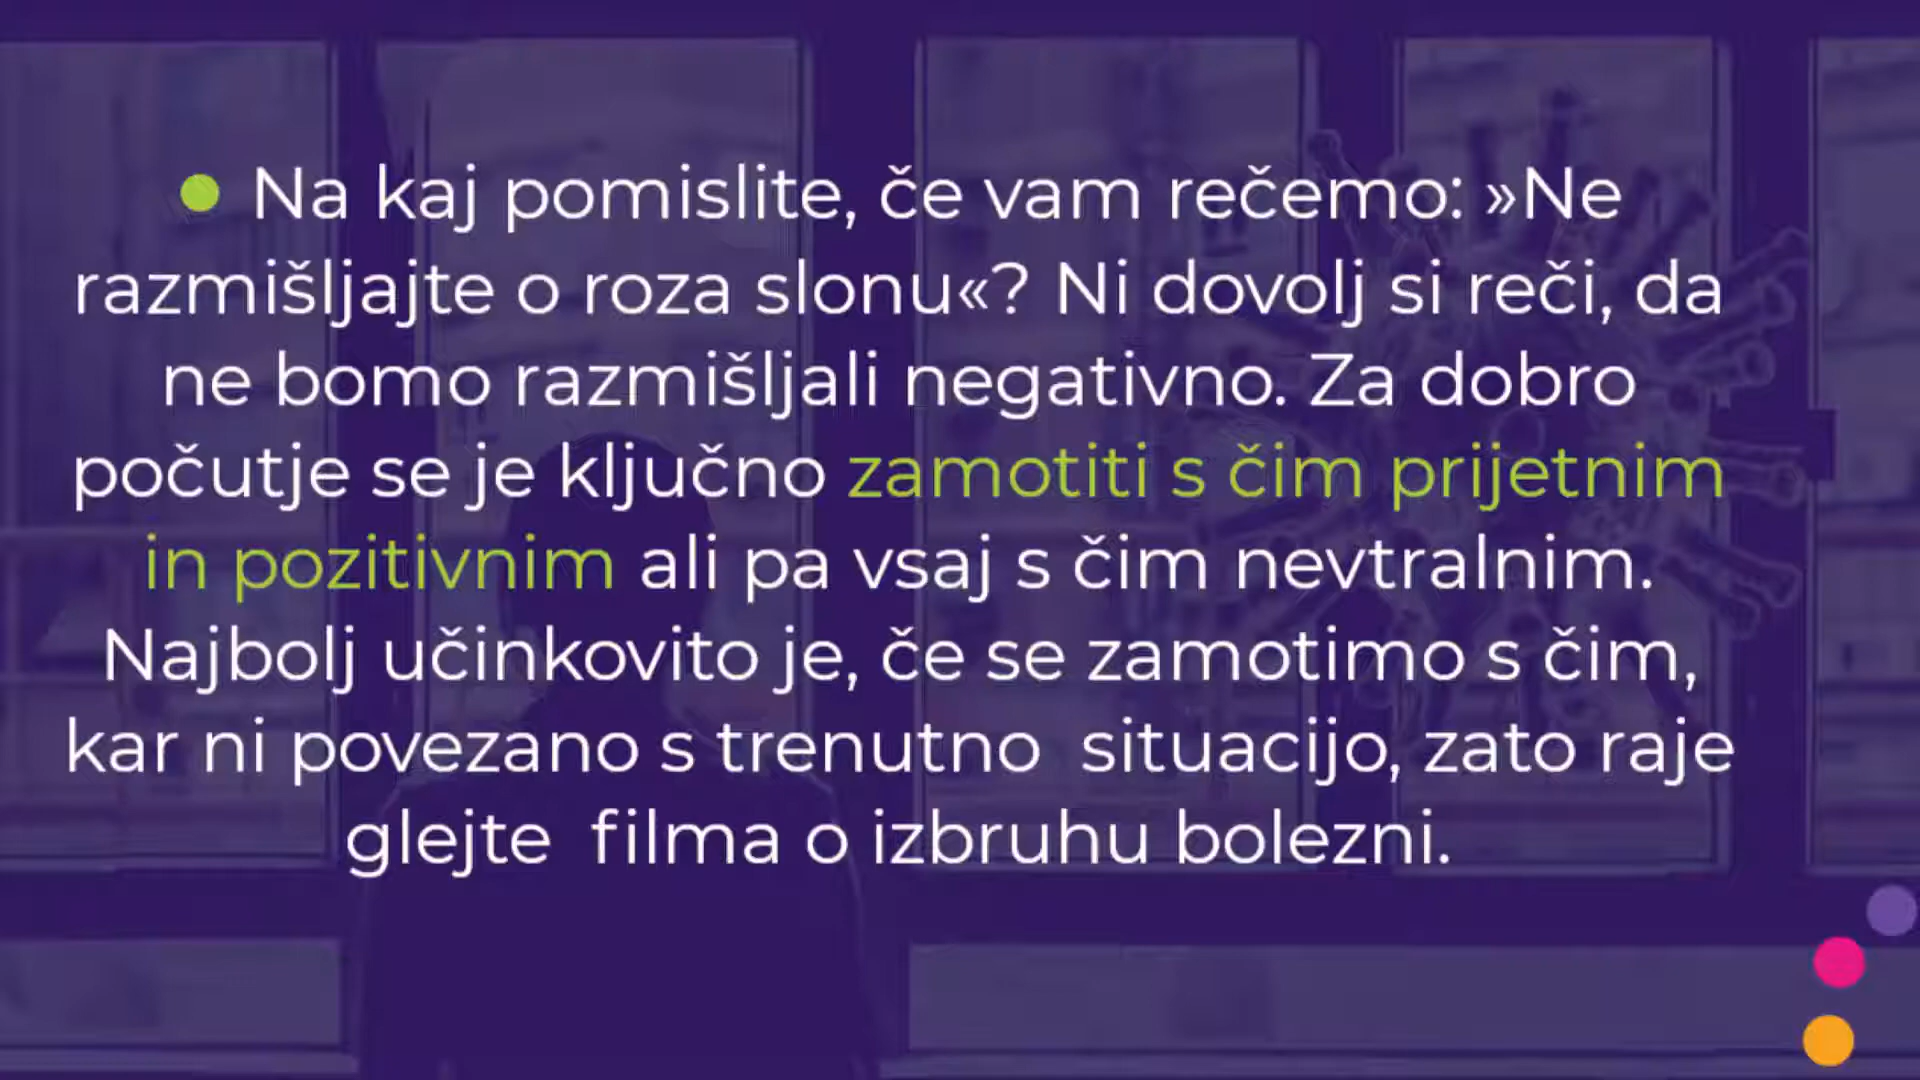 Na kaj pomislite, če vam rečemo: »Ne
razmišljajte o roza slonu«? Ni dovolj si reči, da
ne bomo razmišljali negativno. Za dobro
počutje se je ključno zamotiti s čim prijetnim
in pozitivnim ali pa vsaj s čim nevtralnim.
Najbolj učinkovito je, če se zamotimo s čim,
kar ni povezano s trenutno situacijo, zato raje
glejte filma o izbruhu bolezni.